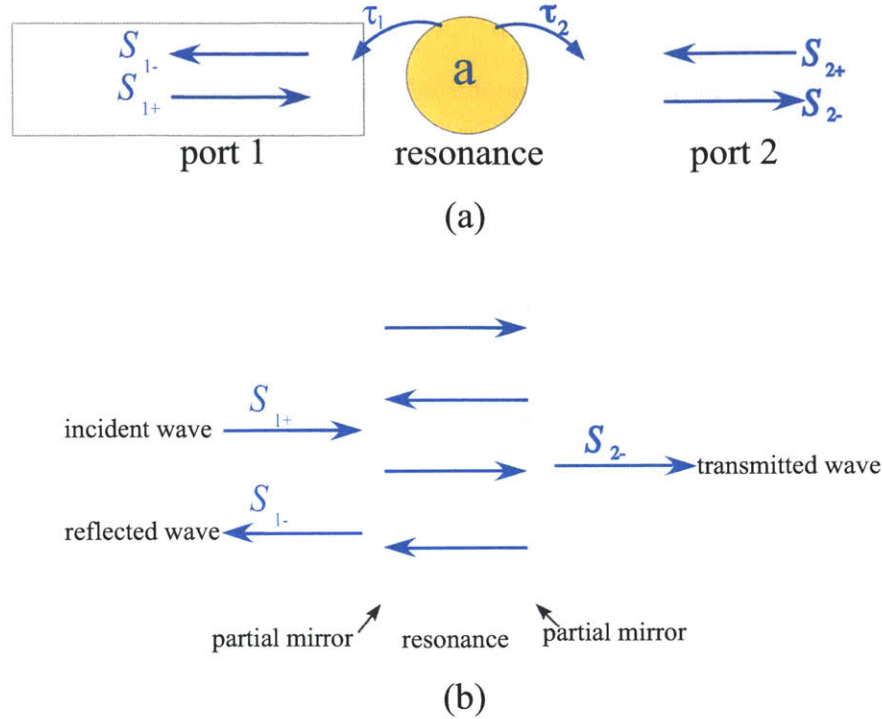 τ₁ τ₂
S₁₋ a S₂₊
S₁₊ S₂₋
port 1 resonance port 2
(a)
S₁₊
incident wave S₂₋
transmitted wave
S₁₋
reflected wave
partial mirror resonance partial mirror
(b)